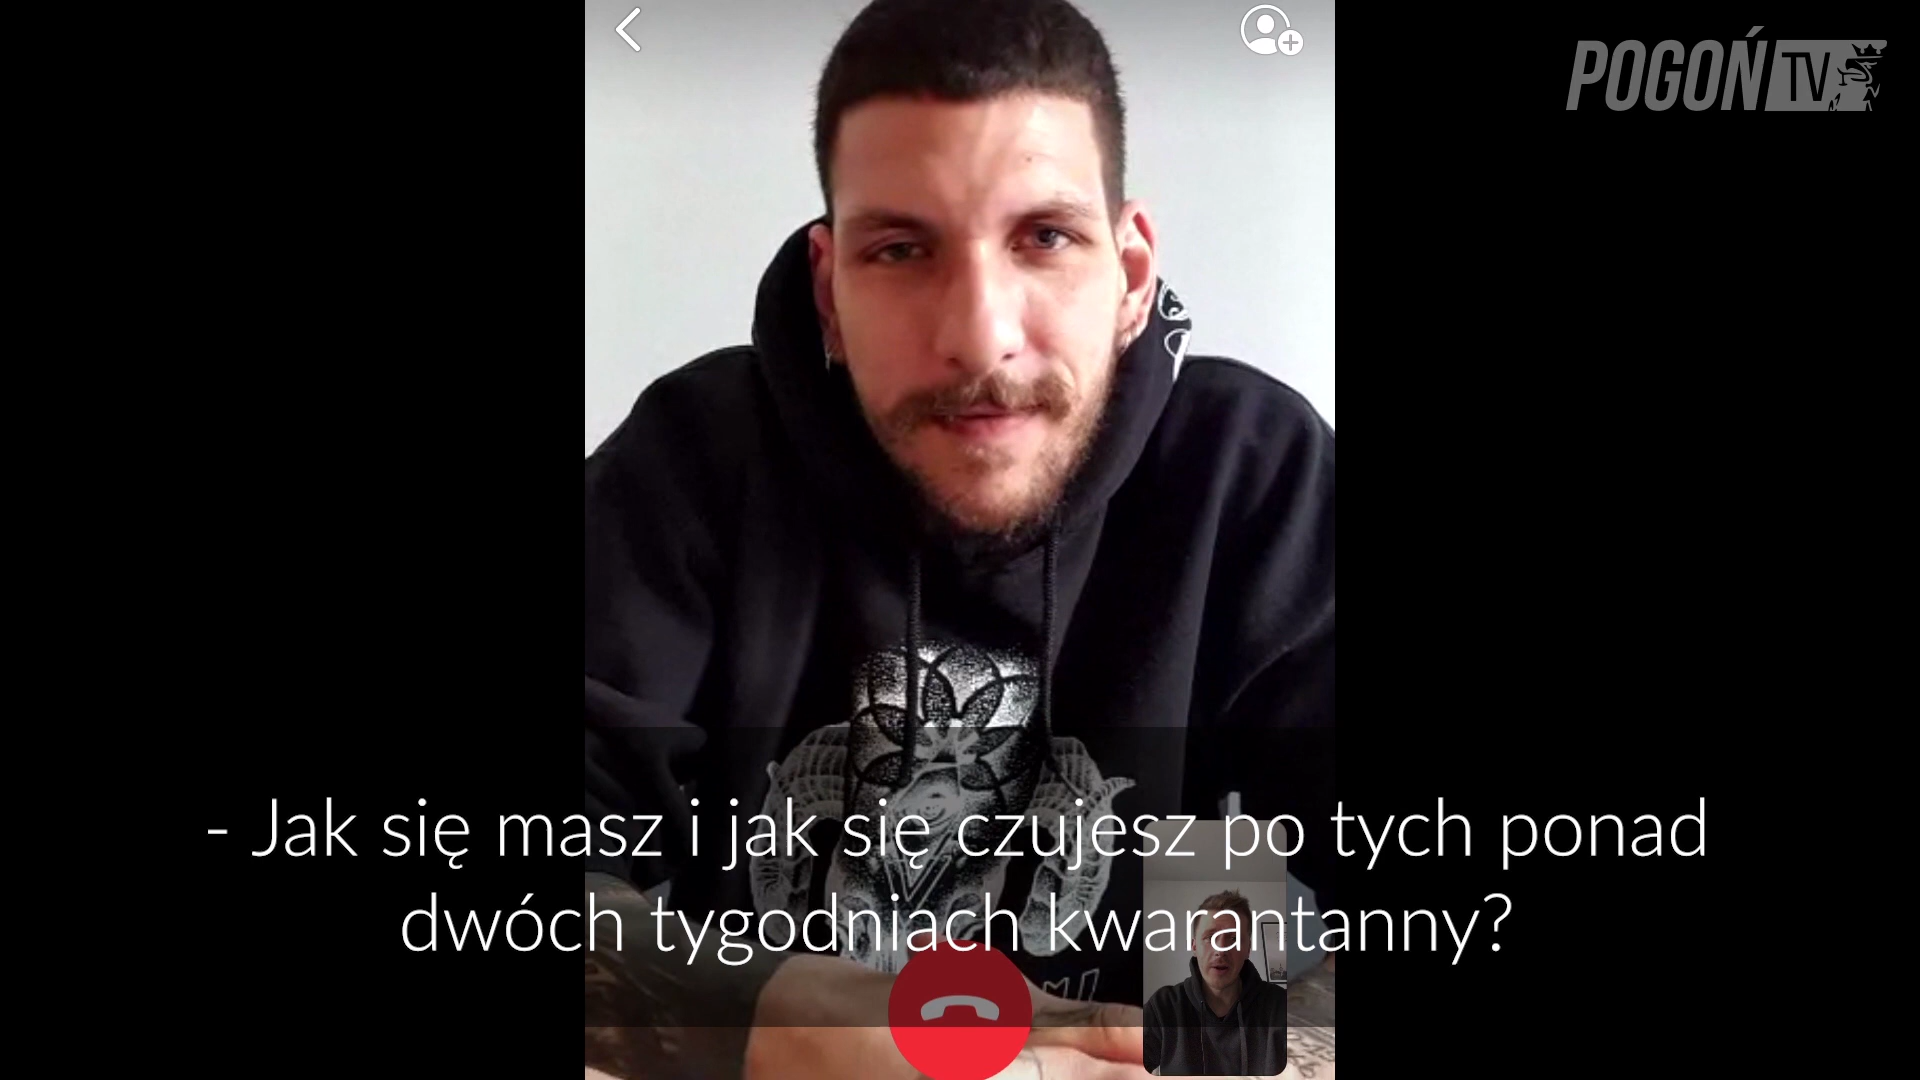 POGOŃ TV
- Jak się masz i jak się czujesz po tych ponad
dwóch tygodniach kwarantanny?